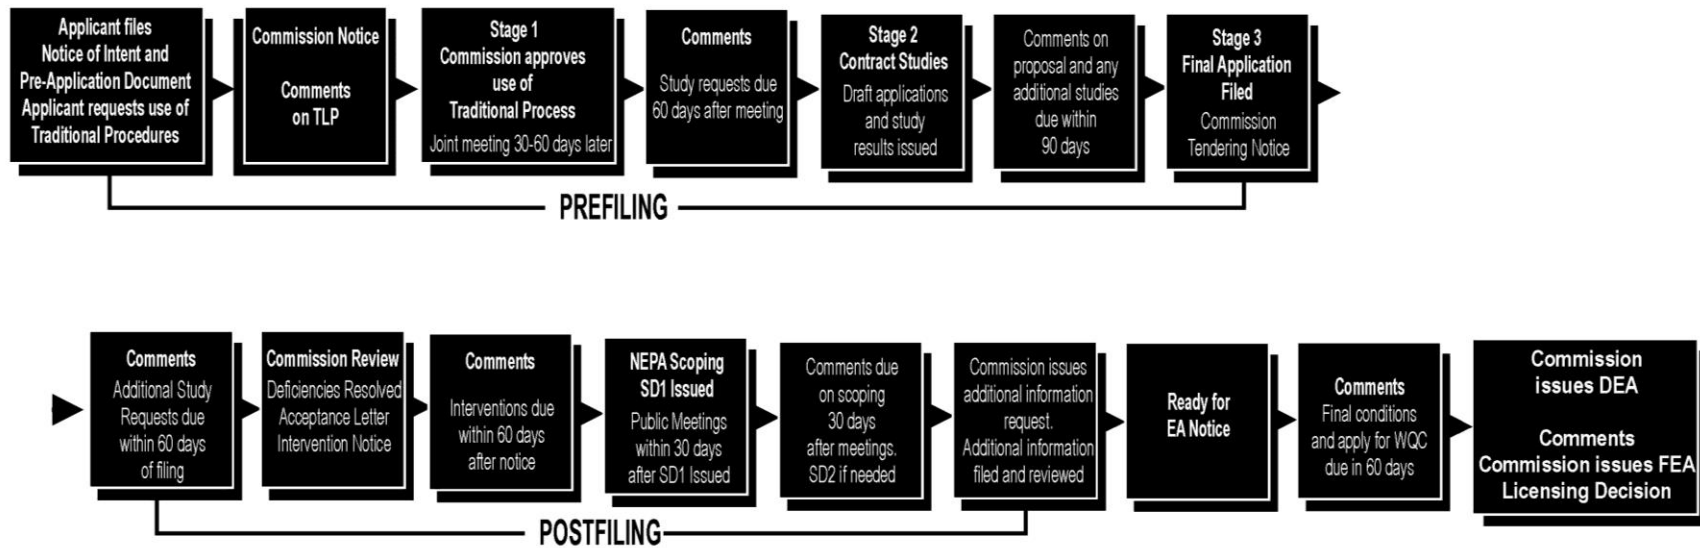 Applicant files
Notice of Intent and
Pre-Application Document
Applicant requests use of
Traditional Procedures
Commission Notice
Comments
on TLP
Stage 1
Commission approves
use of
Traditional Process
Joint meeting 30-60 days later
Comments
Study requests due
60 days after meeting
Stage 2
Contract Studies
Draft applications
and study
results issued
Comments on
proposal and any
additional studies
due within
90 days
Stage 3
Final Application
Filed
Commission
Tendering Notice
PREFILING
Comments
Additional Study
Requests due
within 60 days
of filing
Commission Review
Deficiencies Resolved
Acceptance Letter
Intervention Notice
Comments
Interventions due
within 60 days
after notice
NEPA Scoping
SD1 Issued
Public Meetings
within 30 days
after SD1 Issued
Comments due
on scoping
30 days
after meetings.
SD2 if needed
Commission issues
additional information
request.
Additional information
filed and reviewed
Ready for
EA Notice
Comments
Final conditions
and apply for WQC
due in 60 days
Commission
issues DEA
Comments
Commission issues FEA
Licensing Decision
POSTFILING